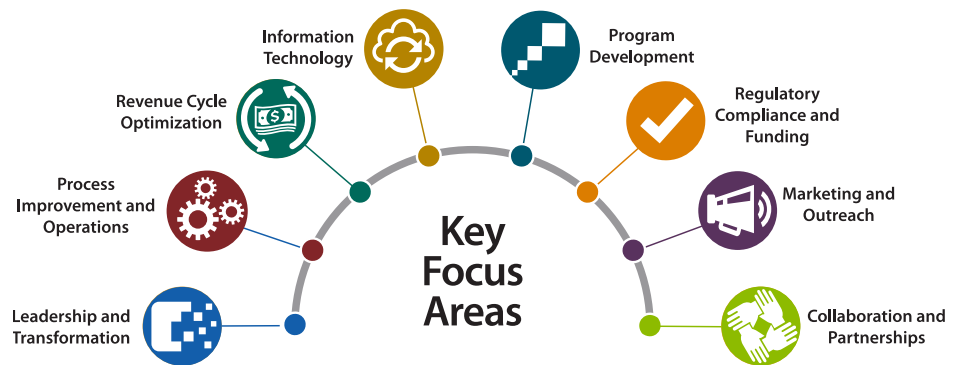 Information
Technology
Program
Development
Revenue Cycle
Optimization
$
Regulatory
Compliance and
Funding
Process
Improvement and
Operations
Marketing and
Outreach
Key
Focus
Areas
Leadership and
Transformation
Collaboration and
Partnerships